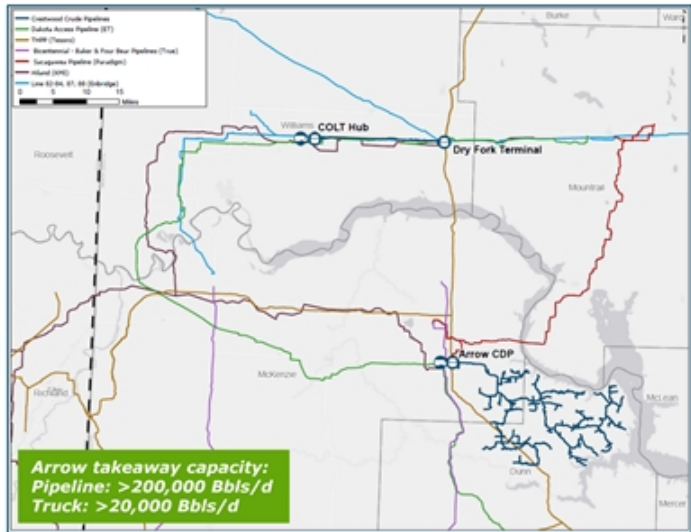 Crestwood Crude Pipelines
Dakota Access Pipeline (ET)
THPP (Tesoro)
Bicentennial - Baker & Four Bear Pipelines (True)
Sacagawea Pipeline (Paradigm)
Hiland (KMI)
Line 82-84, 87, 88 (Enbridge)
0 5 10 15
Miles
Burke
Ward
Williams
COLT Hub
Dry Fork Terminal
Roosevelt
Mountrail
Arrow CDP
McKenzie
Richland
McLean
Dunn
Mercer
Arrow takeaway capacity:
Pipeline: >200,000 Bbls/d
Truck: >20,000 Bbls/d